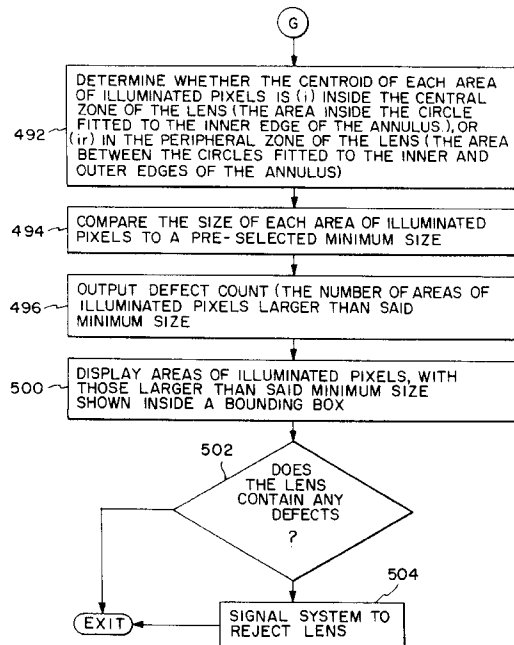 G
DETERMINE WHETHER THE CENTROID OF EACH AREA
OF ILLUMINATED PIXELS IS (i) INSIDE THE CENTRAL
ZONE OF THE LENS (THE AREA INSIDE THE CIRCLE
492
FITTED TO THE INNER EDGE OF THE ANNULUS.), OR
(ir) IN THE PERIPHERAL ZONE OF THE LENS (THE AREA
BETWEEN THE CIRCLES FITTED TO THE INNER AND
OUTER EDGES OF THE ANNULUS)
494
COMPARE THE SIZE OF EACH AREA OF ILLUMINATED
PIXELS TO A PRE-SELECTED MINIMUM SIZE
496
OUTPUT DEFECT COUNT (THE NUMBER OF AREAS OF
ILLUMINATED PIXELS LARGER THAN SAID
MINIMUM SIZE
500
DISPLAY AREAS OF ILLUMINATED PIXELS, WITH
THOSE LARGER THAN SAID MINIMUM SIZE
SHOWN INSIDE A BOUNDING BOX
502
DOES
THE LENS
CONTAIN ANY
DEFECTS
?
504
SIGNAL SYSTEM TO
REJECT LENS
EXIT